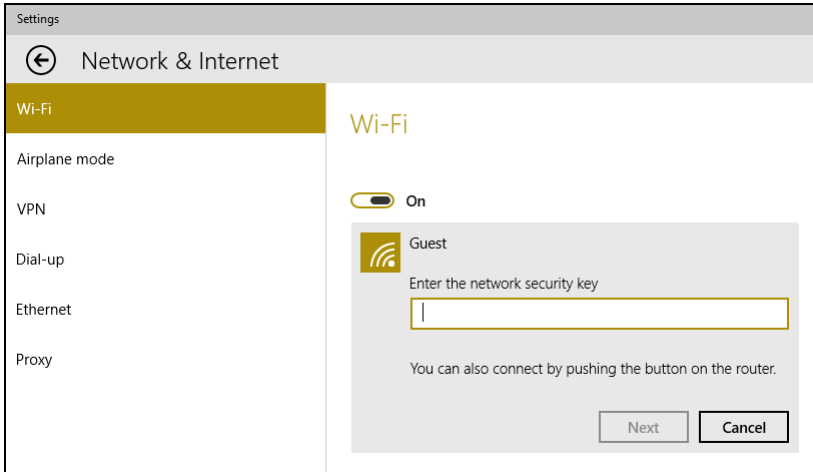 Settings
Network & Internet
Wi-Fi
Airplane mode
VPN
Dial-up
Ethernet
Proxy
Wi-Fi
On
Guest
Enter the network security key
You can also connect by pushing the button on the router.
Next Cancel